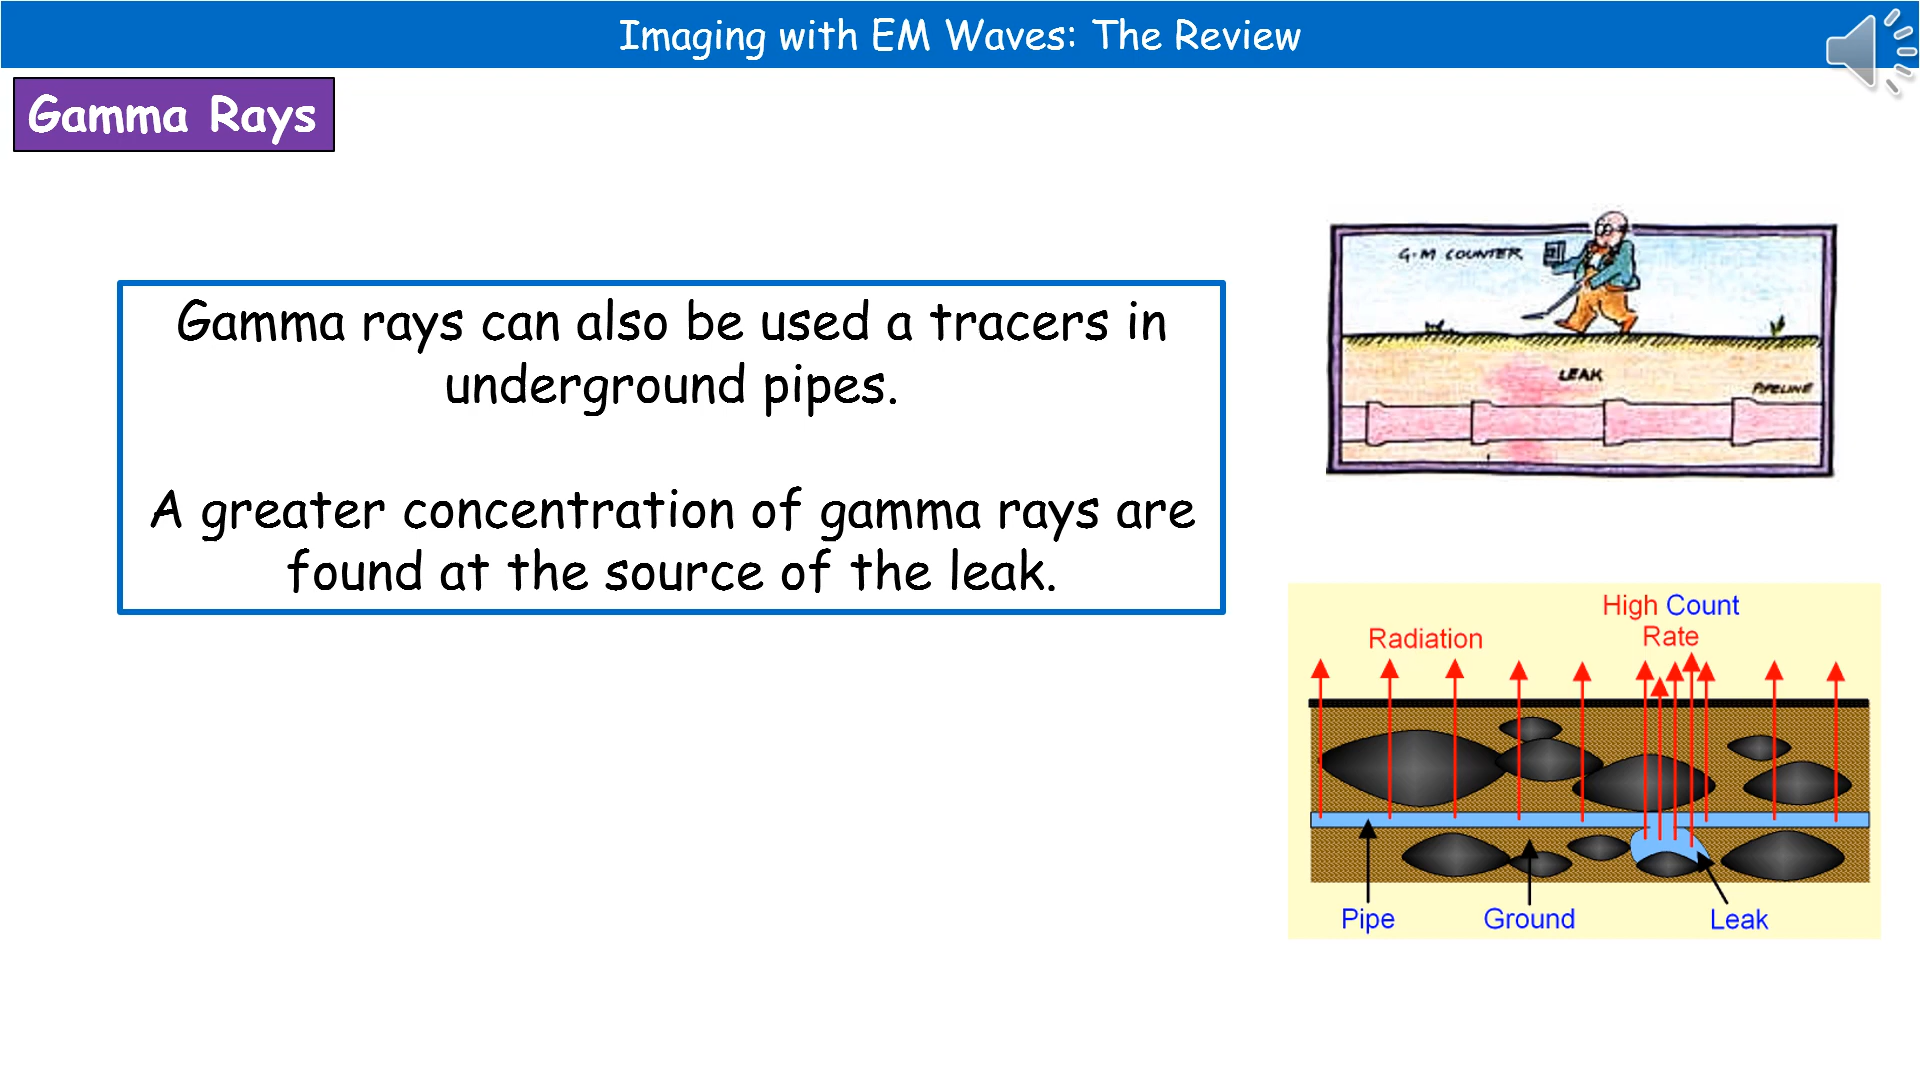 Imaging with EM Waves: The Review
Gamma Rays
Gamma rays can also be used a tracers in
underground pipes.
A greater concentration of gamma rays are
found at the source of the leak.
G-M COUNTER
LEAK
PIPELINE
High Count
Rate
Radiation
Pipe
Ground
Leak